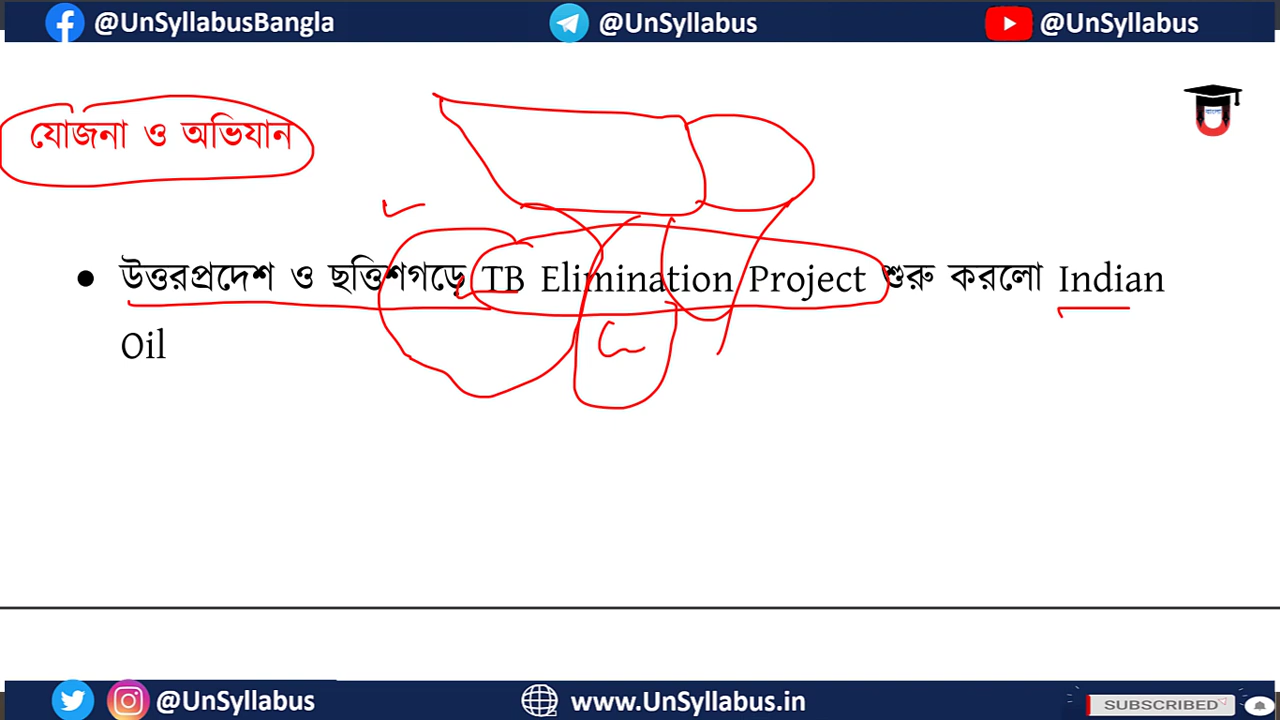 @UnSyllabusBangla @UnSyllabus @UnSyllabus
যোজনা ও অভিযান
• উত্তরপ্রদেশ ও ছত্তিশগড়ে TB Elimination Project শুরু করলো Indian
Oil
@UnSyllabus www.UnSyllabus.in SUBSCRIBED